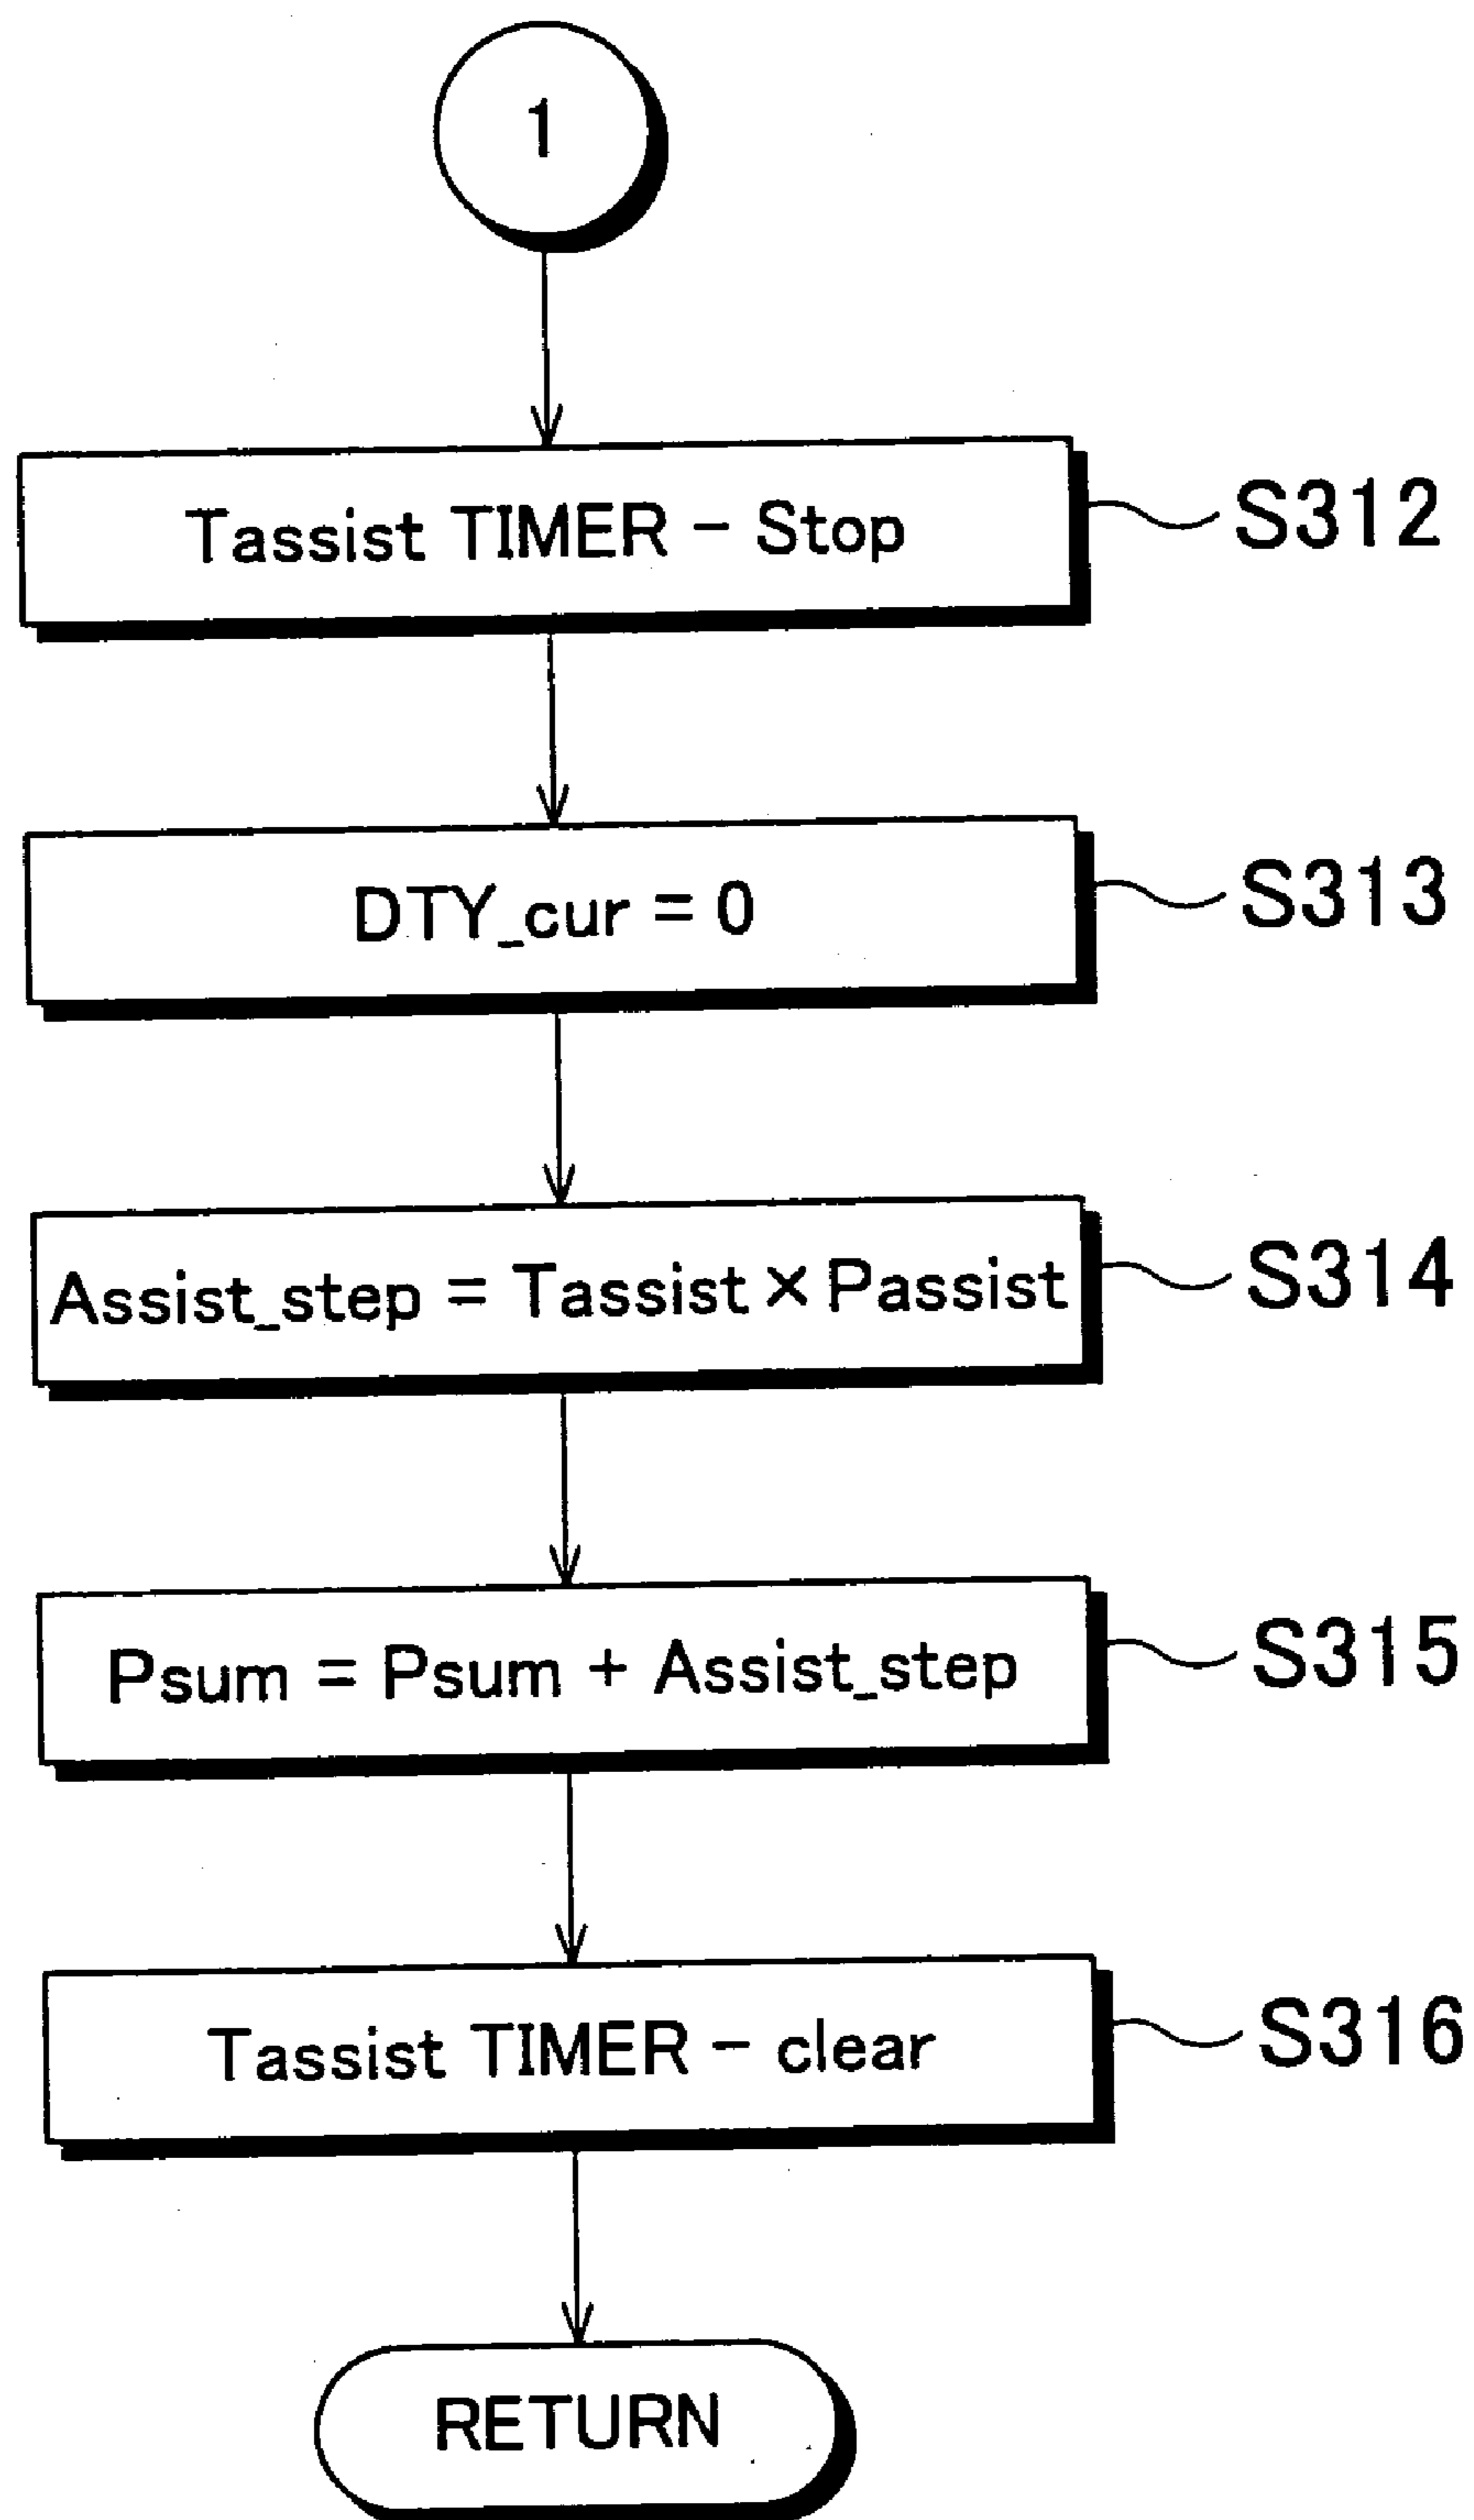 1
Tassist TIMER - Stop S312
DTY_cur = 0 S313
Assist_step = Tassist × Passist S314
Psum = Psum + Assist_step S315
Tassist TIMER - clear S316
RETURN